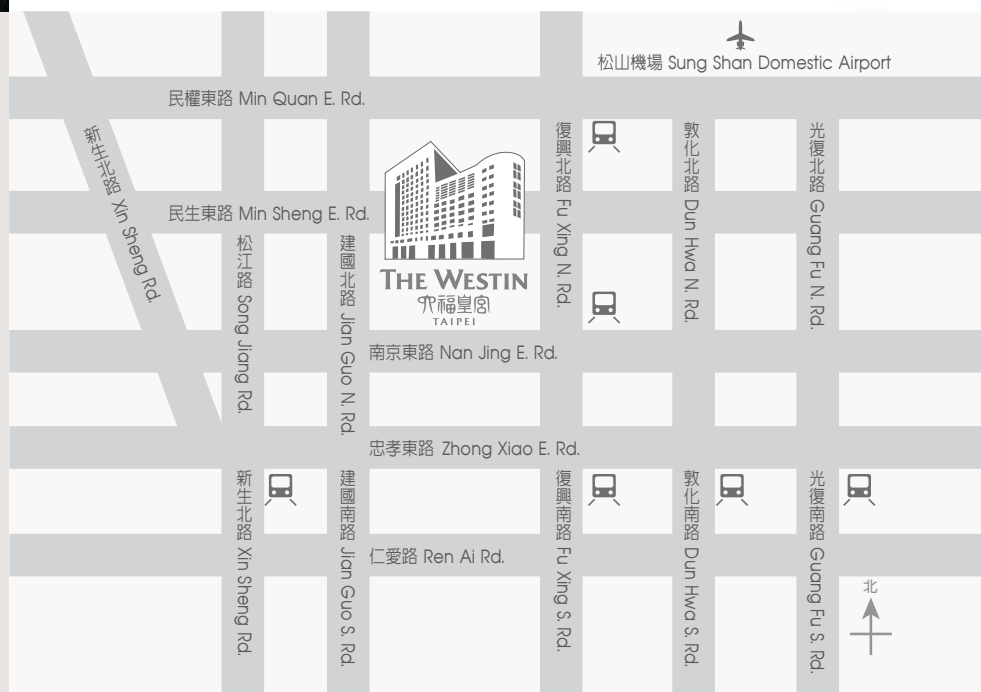 松山機場 Sung Shan Domestic Airport
民權東路 Min Quan E. Rd.
新生北路 Xin Sheng Rd.
復興北路 Fu Xing N. Rd.
敦化北路 Dun Hwa N. Rd.
光復北路 Guang Fu N. Rd.
民生東路 Min Sheng E. Rd.
松江路 Song Jiang Rd.
建國北路 Jian Guo N. Rd.
THE WESTIN
六福皇宮
TAIPEI
南京東路 Nan Jing E. Rd.
忠孝東路 Zhong Xiao E. Rd.
新生北路 Xin Sheng Rd.
建國南路 Jian Guo S. Rd.
復興南路 Fu Xing S. Rd.
敦化南路 Dun Hwa S. Rd.
光復南路 Guang Fu S. Rd.
仁愛路 Ren Ai Rd.
北